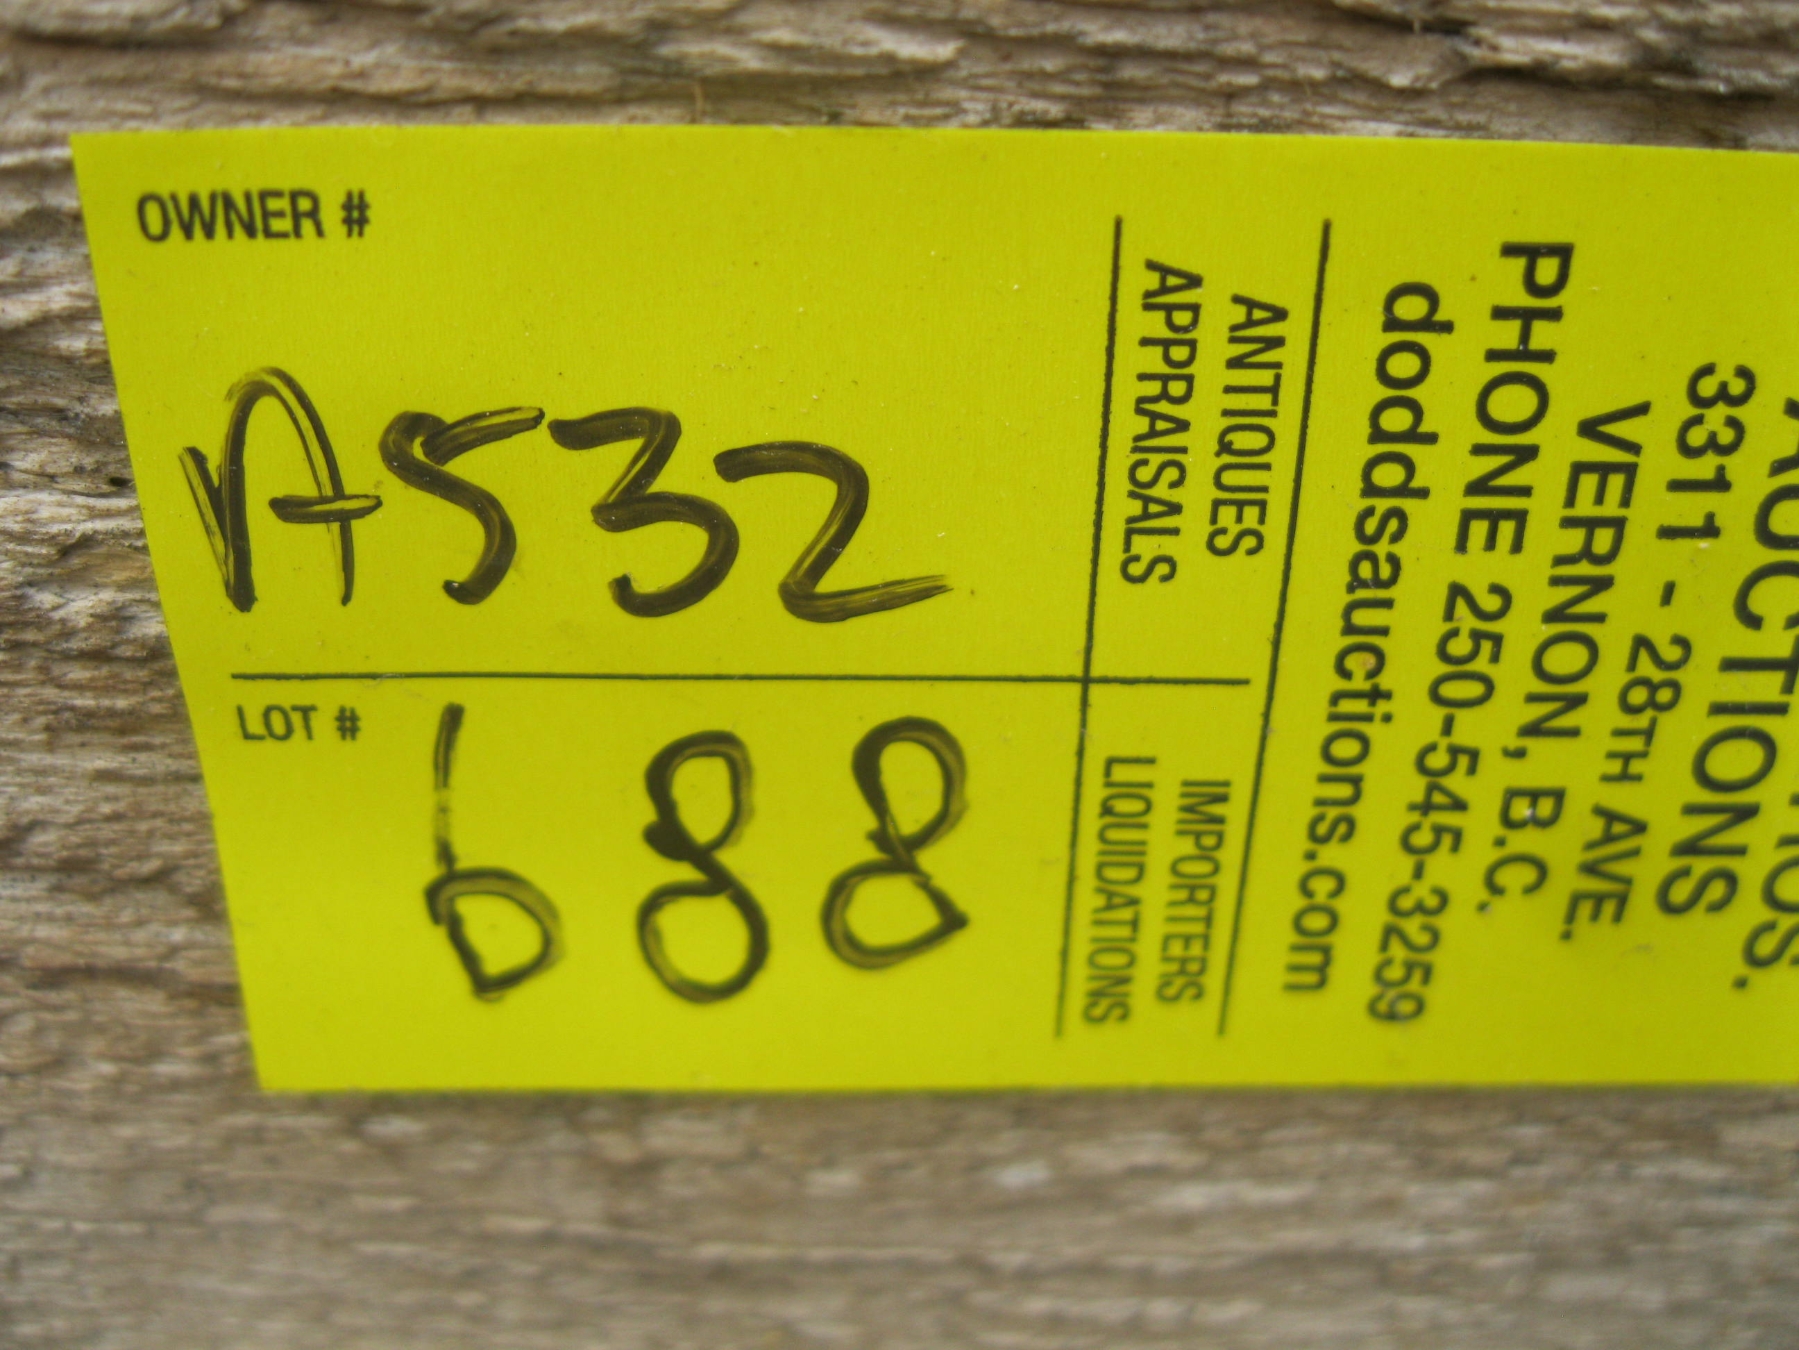 OWNER #
A532
LOT #
688
AUCTIONS
3311 - 28TH AVE.
VERNON, B.C.
PHONE 250-545-3259
doddsauctions.com
ANTIQUES
APPRAISALS
IMPORTERS
LIQUIDATIONS